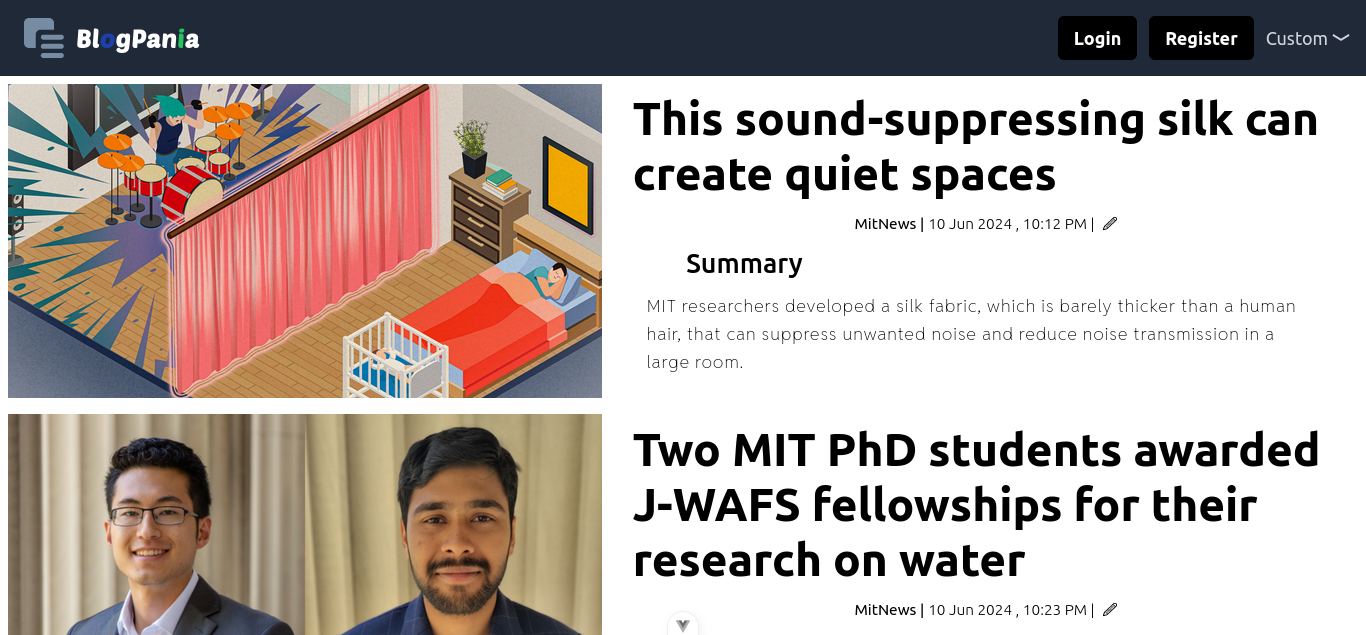 BlogPania
Login
Register
Custom
This sound-suppressing silk can
create quiet spaces
MitNews | 10 Jun 2024 , 10:12 PM |
Summary
MIT researchers developed a silk fabric, which is barely thicker than a human
hair, that can suppress unwanted noise and reduce noise transmission in a
large room.
Two MIT PhD students awarded
J-WAFS fellowships for their
research on water
MitNews | 10 Jun 2024 , 10:23 PM |